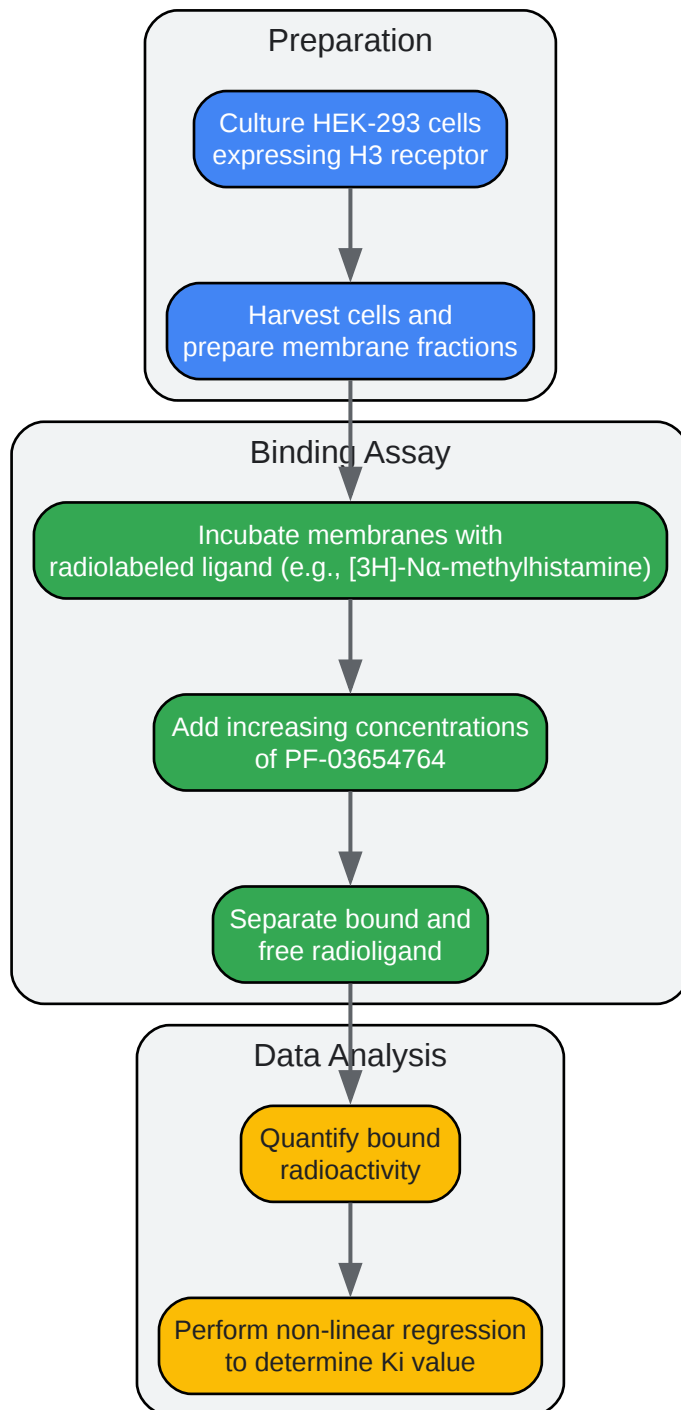 Preparation
Culture HEK-293 cells
expressing H3 receptor
Harvest cells and
prepare membrane fractions
Binding Assay
Incubate membranes with
radiolabeled ligand (e.g., [3H]-Nα-methylhistamine)
Add increasing concentrations
of PF-03654764
Separate bound and
free radioligand
Data Analysis
Quantify bound
radioactivity
Perform non-linear regression
to determine Ki value